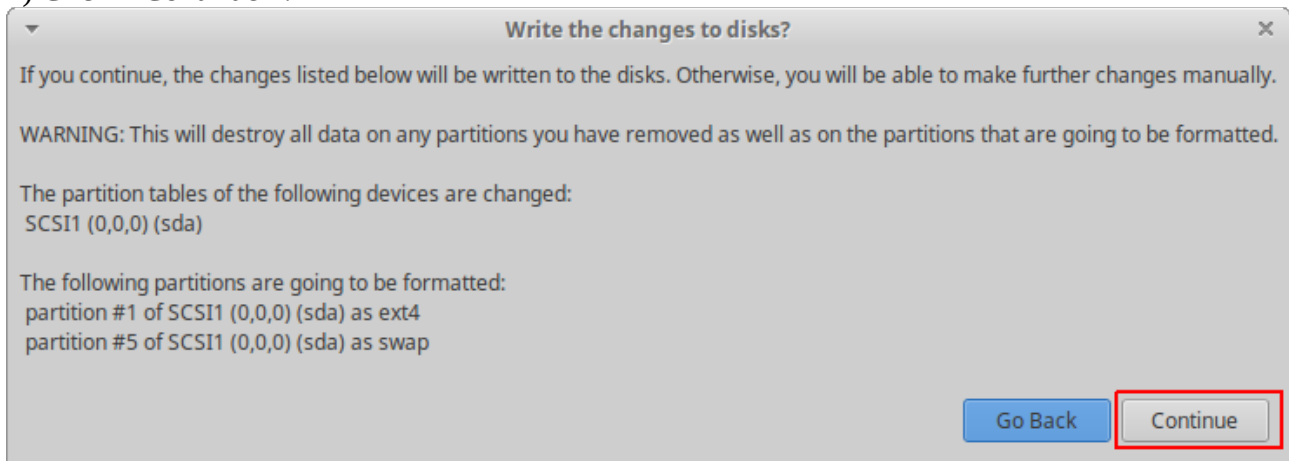 Write the changes to disks?
If you continue, the changes listed below will be written to the disks. Otherwise, you will be able to make further changes manually.
WARNING: This will destroy all data on any partitions you have removed as well as on the partitions that are going to be formatted.
The partition tables of the following devices are changed:
SCSI1 (0,0,0) (sda)
The following partitions are going to be formatted:
partition #1 of SCSI1 (0,0,0) (sda) as ext4
partition #5 of SCSI1 (0,0,0) (sda) as swap
Go Back Continue